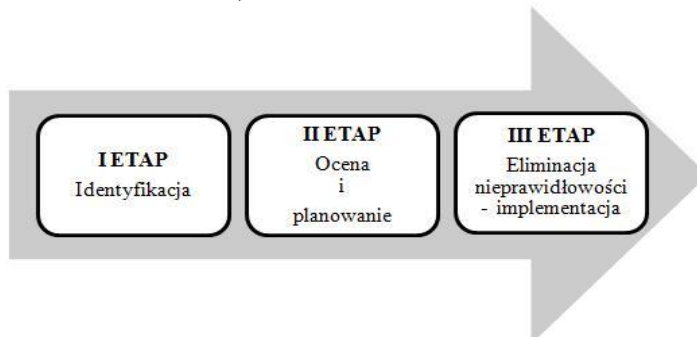 I ETAP
Identyfikacja
II ETAP
Ocena
i
planowanie
III ETAP
Eliminacja
nieprawidłowości
- implementacja